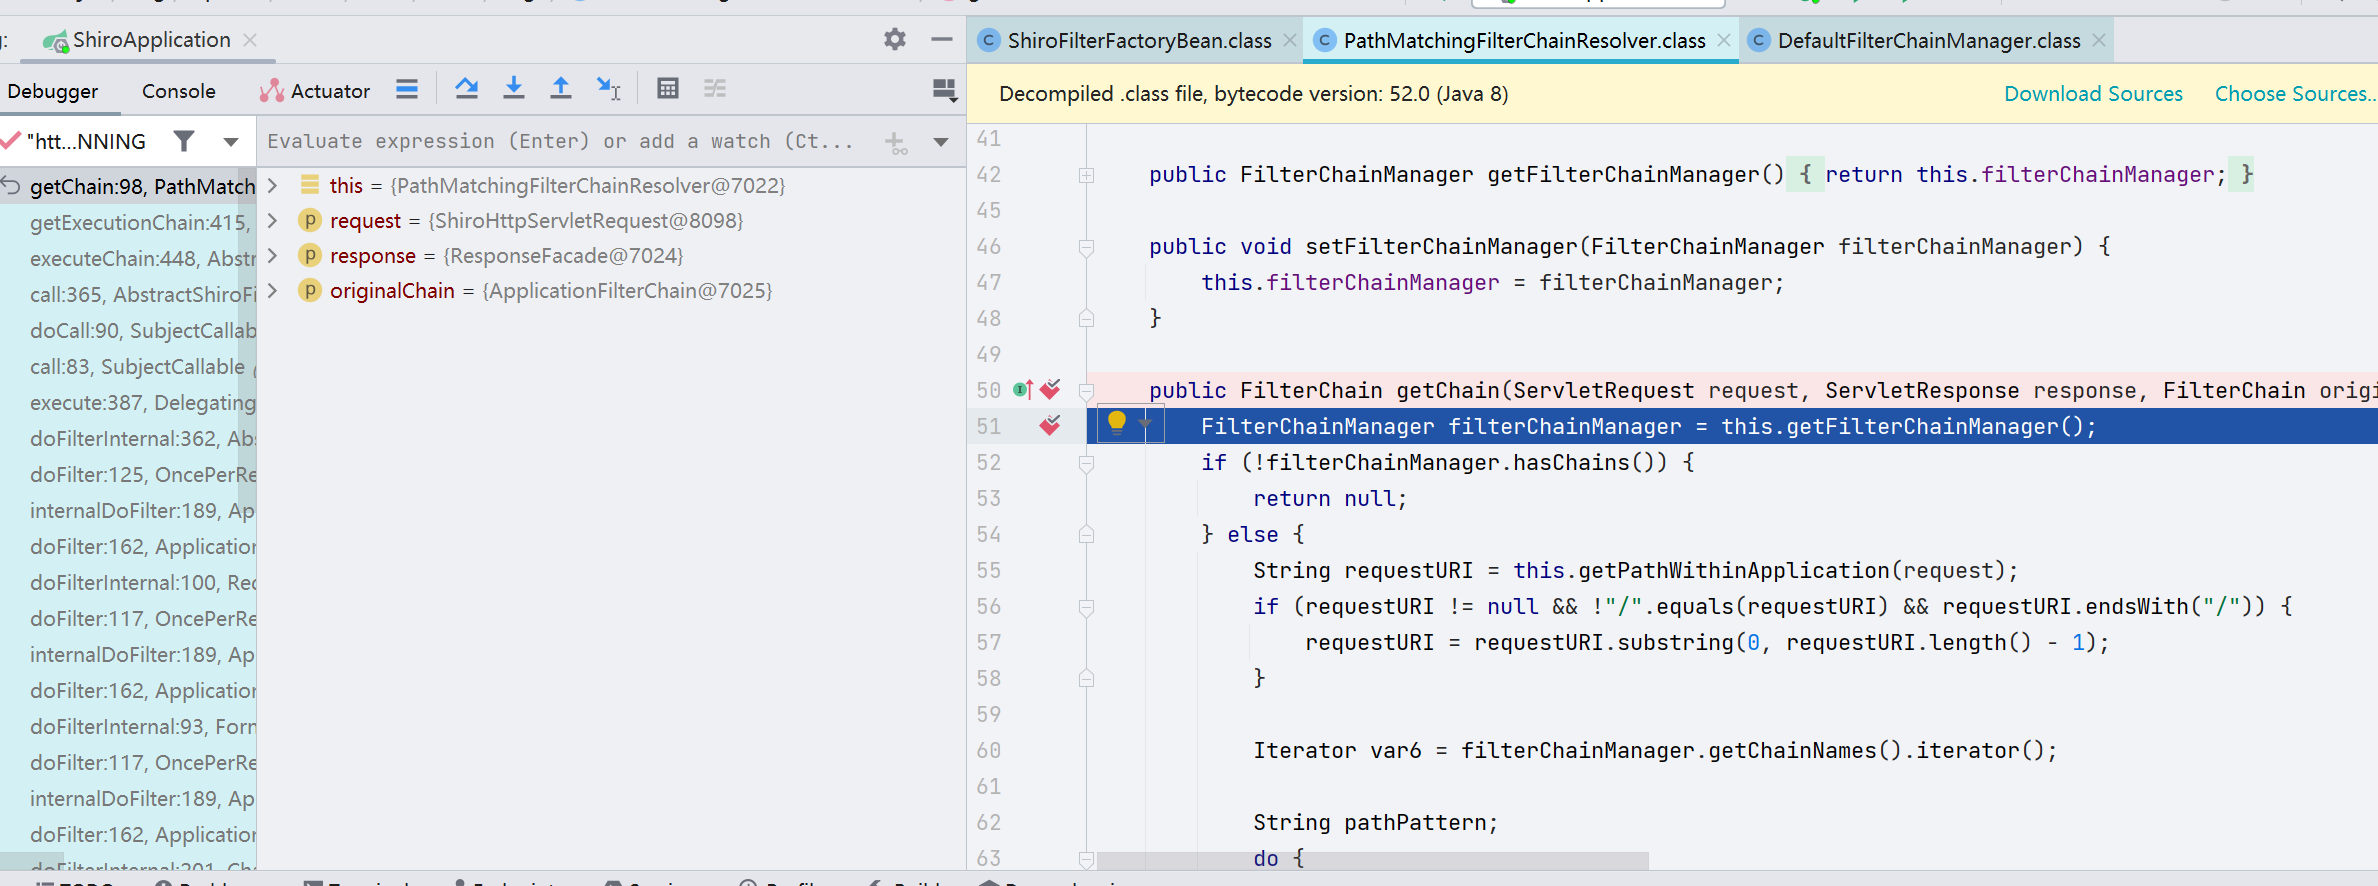 ShiroApplication
Debugger Console Actuator
"htt...NNING
Evaluate expression (Enter) or add a watch (Ct...
getChain:98, PathMatch
getExecutionChain:415,
executeChain:448, Abstr
call:365, AbstractShiroFi
doCall:90, SubjectCallab
call:83, SubjectCallable
execute:387, Delegating
doFilterInternal:362, Abs
doFilter:125, OncePerRe
internalDoFilter:189, Ap
doFilter:162, Application
doFilterInternal:100, Rec
doFilter:117, OncePerRe
internalDoFilter:189, Ap
doFilter:162, Application
doFilterInternal:93, Forn
doFilter:117, OncePerRe
internalDoFilter:189, Ap
doFilter:162, Application
doFilterInternal:201, Cha
this = {PathMatchingFilterChainResolver@7022}
request = {ShiroHttpServletRequest@8098}
response = {ResponseFacade@7024}
originalChain = {ApplicationFilterChain@7025}
ShiroFilterFactoryBean.class PathMatchingFilterChainResolver.class DefaultFilterChainManager.class
Decompiled .class file, bytecode version: 52.0 (Java 8) Download Sources Choose Sources...
41
42 public FilterChainManager getFilterChainManager() { return this.filterChainManager; }
45
46 public void setFilterChainManager(FilterChainManager filterChainManager) {
47 this.filterChainManager = filterChainManager;
48 }
49
50 public FilterChain getChain(ServletRequest request, ServletResponse response, FilterChain origi
51 FilterChainManager filterChainManager = this.getFilterChainManager();
52 if (!filterChainManager.hasChains()) {
53 return null;
54 } else {
55 String requestURI = this.getPathWithinApplication(request);
56 if (requestURI != null && !"/".equals(requestURI) && requestURI.endsWith("/")) {
57 requestURI = requestURI.substring(0, requestURI.length() - 1);
58 }
59
60 Iterator var6 = filterChainManager.getChainNames().iterator();
61
62 String pathPattern;
63 do {